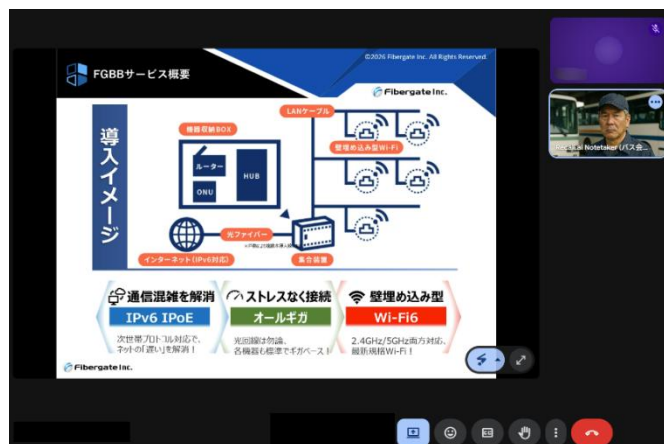 FGBBサービス概要
©2026 Fibergate Inc. All Rights Reserved.
Fibergate Inc.
導入イメージ
LANケーブル
機器収納BOX
壁埋め込み型Wi-Fi
ルーター
HUB
ONU
光ファイバー
インターネット(IPv6対応)
集合装置
通信混雑を解消
ストレスなく接続
壁埋め込み型
IPv6 IPoE
オールギガ
Wi-Fi6
次世帯プロトコル対応で、
ネットの「遅い」を解消！
光回線は勿論、
各機器も標準でギガベース！
2.4GHz/5GHz両方対応、
最新規格Wi-Fi！
Fibergate Inc.
Notetaker (バス会...